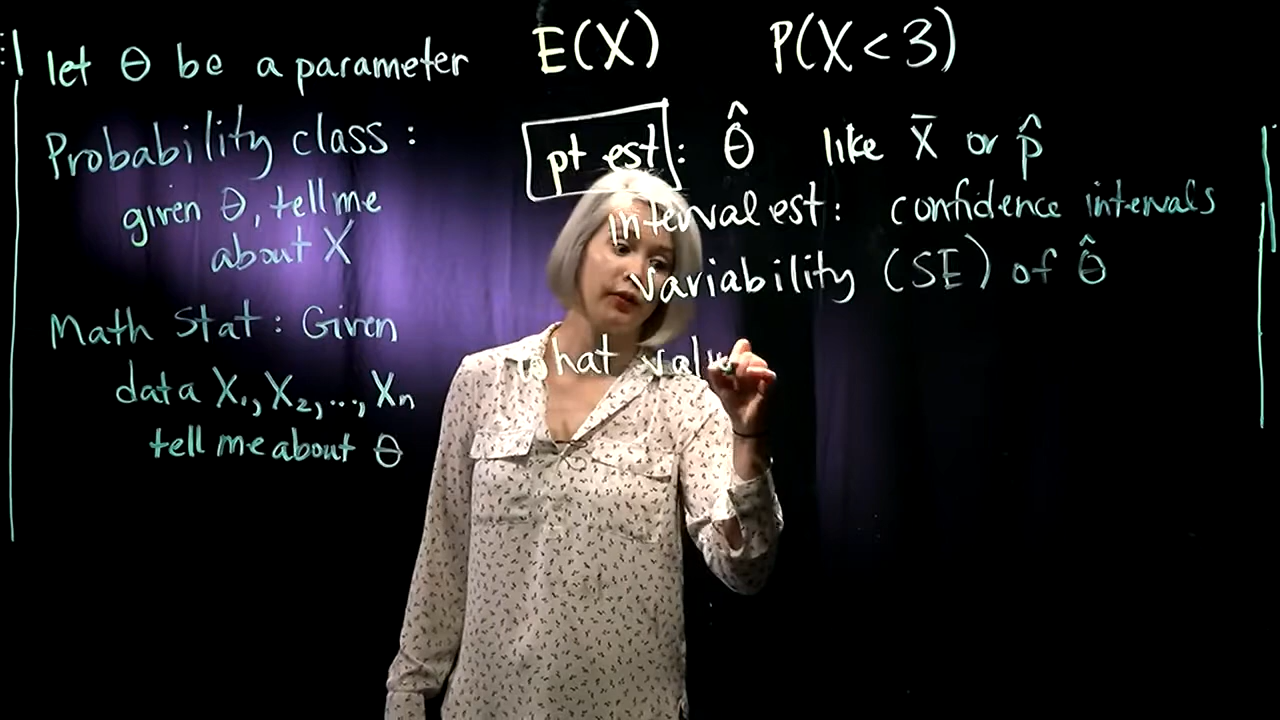 let θ be a parameter
Probability class:
given θ, tell me
about X
Math Stat: Given
data X₁, X₂, ..., Xₙ
tell me about θ
E(X) P(X<3)
pt est: θ̂ like X̄ or p̂
interval est: confidence intervals
variability (SE) of θ̂
what valu